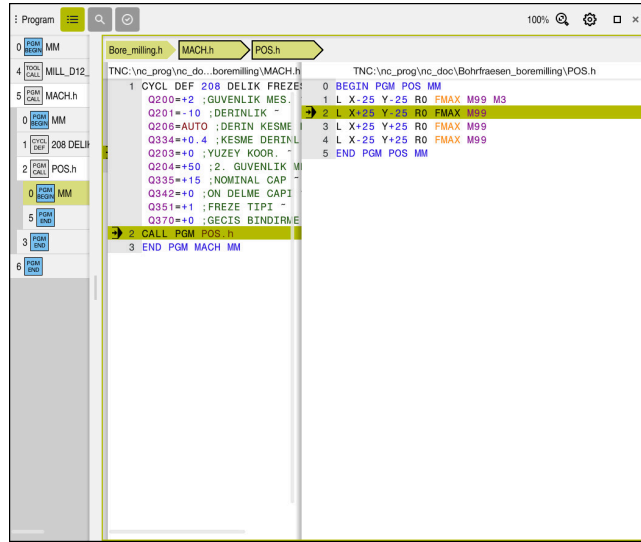 Program
100%
0 PGM BEGIN MM
4 TOOL CALL MILL_D12_
5 PGM CALL MACH.h
0 PGM BEGIN MM
1 CYCL DEF 208 DELIK
2 PGM CALL POS.h
0 PGM BEGIN MM
5 PGM END
3 PGM END
6 PGM END
Bore_milling.h MACH.h POS.h
TNC:\nc_prog\nc_do...boremilling\MACH.h
1 CYCL DEF 208 DELIK FREZES
Q200=+2 ;GUVENLIK MES.
Q201=-10 ;DERINLIK ~
Q206=AUTO ;DERIN KESME
Q334=+0.4 ;KESME DERINL
Q203=+0 ;YUZEY KOOR. ~
Q204=+50 ;2. GUVENLIK ME
Q335=+15 ;NOMINAL CAP ~
Q342=+0 ;ON DELME CAPI
Q351=+1 ;FREZE TIPI ~
Q370=+0 ;GECIS BINDIRME
2 CALL PGM POS.h
3 END PGM MACH MM
TNC:\nc_prog\nc_doc\Bohrfraesen_boremilling\POS.h
0 BEGIN PGM POS MM
1 L X-25 Y-25 R0 FMAX M99 M3
2 L X+25 Y-25 R0 FMAX M99
3 L X+25 Y+25 R0 FMAX M99
4 L X-25 Y+25 R0 FMAX M99
5 END PGM POS MM